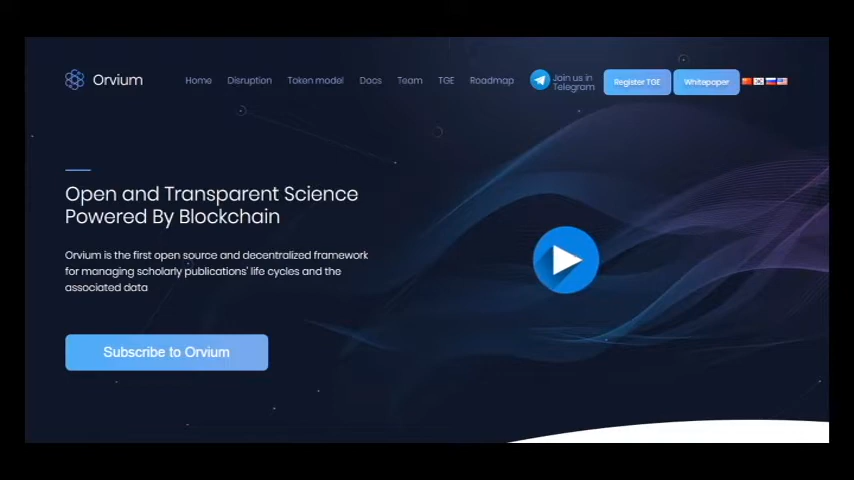 Orvium
Home Disruption Token model Docs Team TGE Roadmap
Join us in
Telegram
Register TGE
Whitepaper
Open and Transparent Science
Powered By Blockchain
Orvium is the first open source and decentralized framework
for managing scholarly publications' life cycles and the
associated data
Subscribe to Orvium